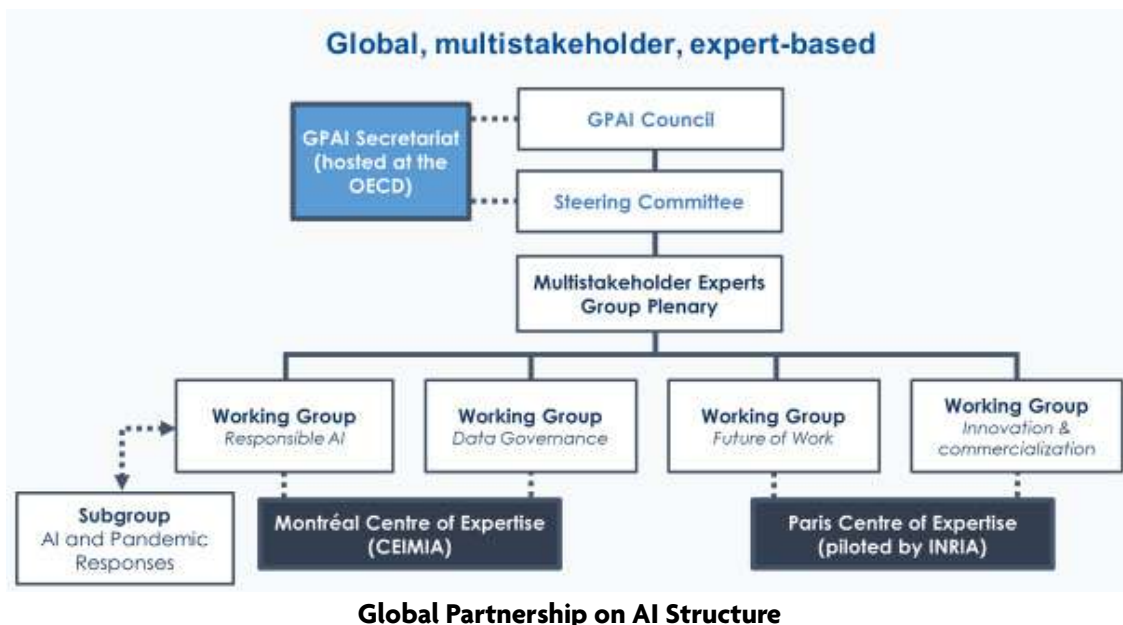 Global, multistakeholder, expert-based
GPAI Secretariat
(hosted at the
OECD)
GPAI Council
Steering Committee
Multistakeholder Experts
Group Plenary
Working Group
Responsible AI
Working Group
Data Governance
Working Group
Future of Work
Working Group
Innovation &
commercialization
Subgroup
AI and Pandemic
Responses
Montréal Centre of Expertise
(CEIMIA)
Paris Centre of Expertise
(piloted by INRIA)
Global Partnership on AI Structure